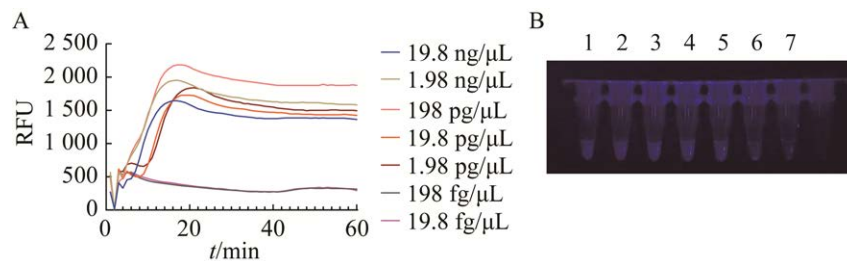 A
2 500
2 000
1 500
1 000
500
0
RFU
0 20 40 60
t/min
19.8 ng/μL
1.98 ng/μL
198 pg/μL
19.8 pg/μL
1.98 pg/μL
198 fg/μL
19.8 fg/μL
B
1 2 3 4 5 6 7